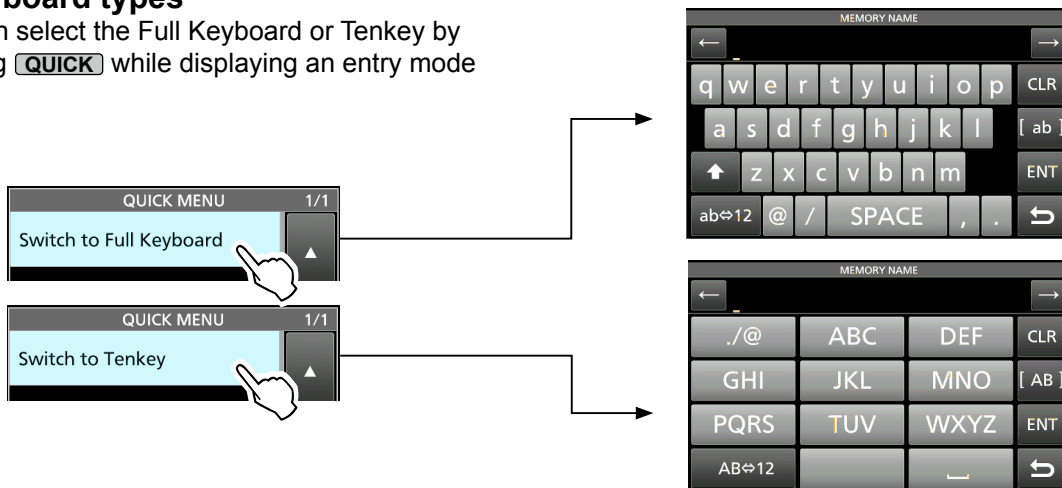 board types
n select the Full Keyboard or Tenkey by
g QUICK while displaying an entry mode
QUICK MENU 1/1
Switch to Full Keyboard
▲
QUICK MENU 1/1
Switch to Tenkey
▲
MEMORY NAME
← →
_
q w e r t y u i o p CLR
a s d f g h j k l [ ab ]
z x c v b n m ENT
ab⇔12 @ / SPACE , .
MEMORY NAME
← →
_
./@ ABC DEF CLR
GHI JKL MNO [ AB ]
PQRS TUV WXYZ ENT
AB⇔12